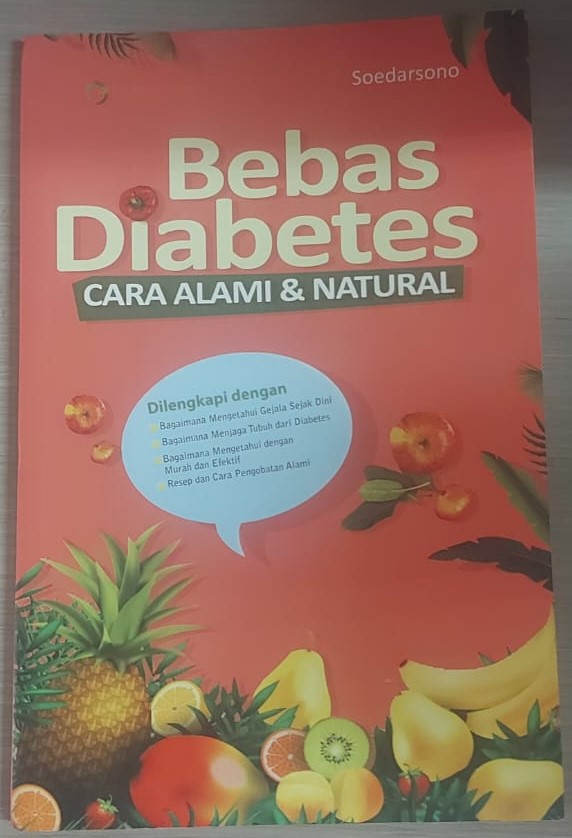 Soedarsono
Bebas
Diabetes
CARA ALAMI & NATURAL
Dilengkapi dengan
Bagaimana Mengetahui Gejala Sejak Dini
Bagaimana Menjaga Tubuh dari Diabetes
Bagaimana Mengetahui dengan
Murah dan Efektif
Resep dan Cara Pengobatan Alami